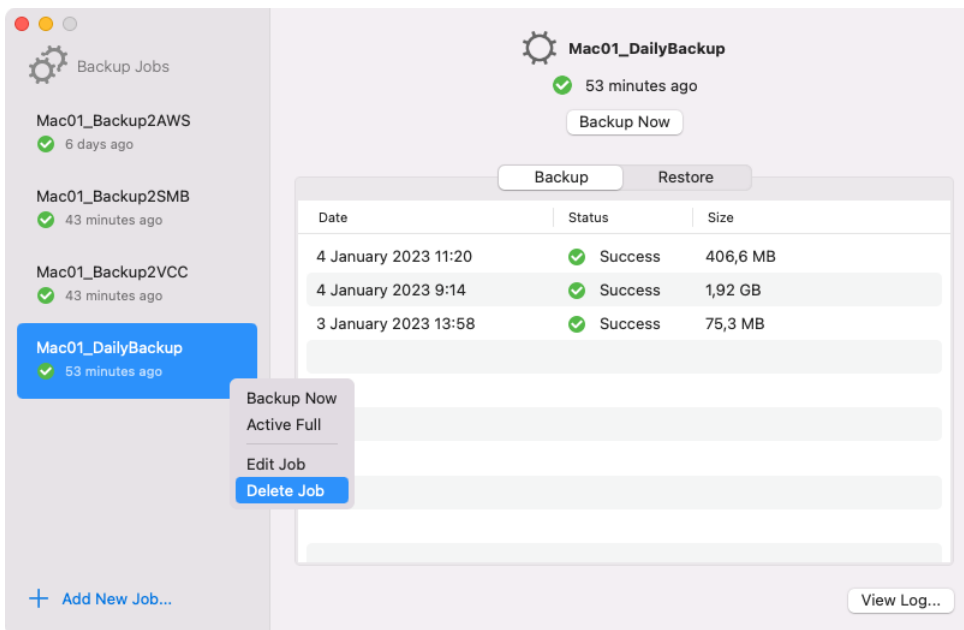 Backup Jobs
Mac01_Backup2AWS
6 days ago
Mac01_Backup2SMB
43 minutes ago
Mac01_Backup2VCC
43 minutes ago
Mac01_DailyBackup
53 minutes ago
Add New Job...
Mac01_DailyBackup
53 minutes ago
Backup Now
Backup Restore
Date Status Size
4 January 2023 11:20 Success 406,6 MB
4 January 2023 9:14 Success 1,92 GB
3 January 2023 13:58 Success 75,3 MB
Backup Now
Active Full
Edit Job
Delete Job
View Log...